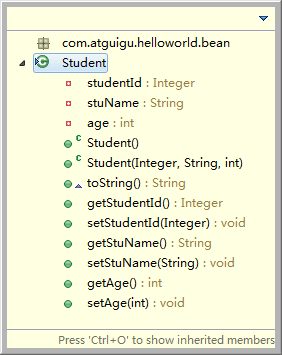 com.atguigu.helloworld.bean
Student
studentId : Integer
stuName : String
age : int
Student()
Student(Integer, String, int)
toString() : String
getStudentId() : Integer
setStudentId(Integer) : void
getStuName() : String
setStuName(String) : void
getAge() : int
setAge(int) : void
Press 'Ctrl+O' to show inherited members